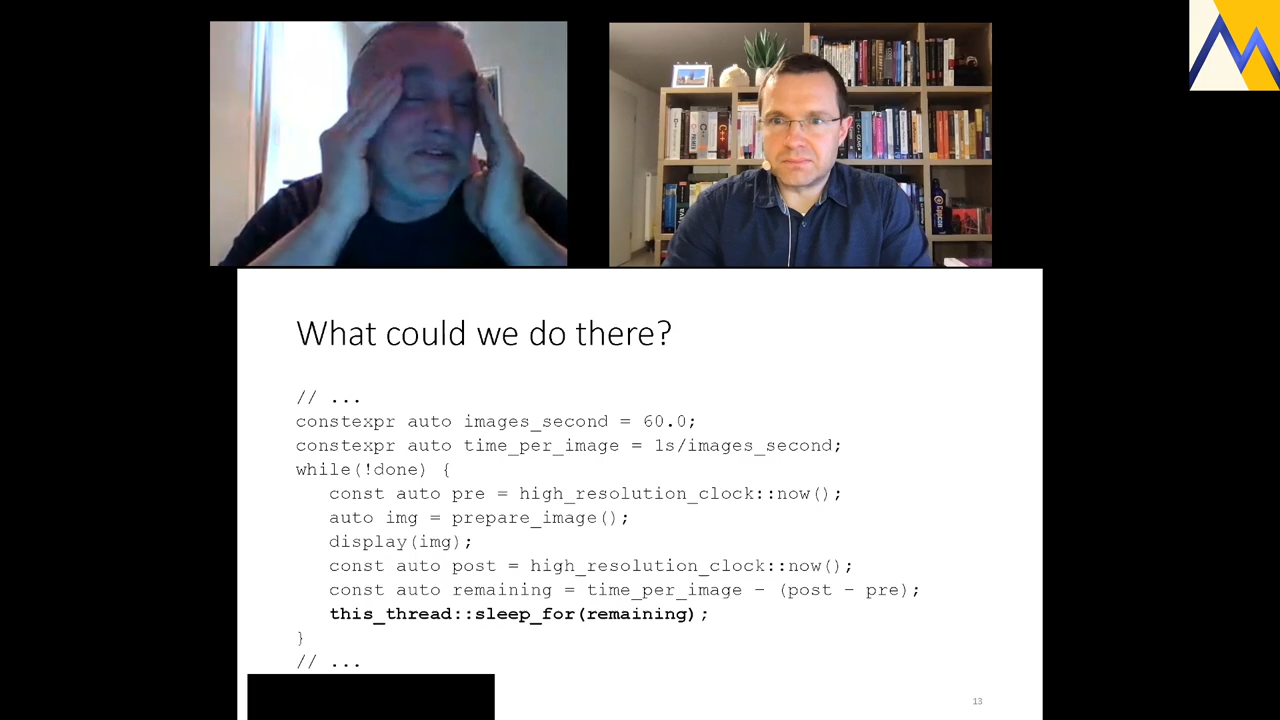 What could we do there?
// ...
constexpr auto images_second = 60.0;
constexpr auto time_per_image = 1s/images_second;
while(!done) {
const auto pre = high_resolution_clock::now();
auto img = prepare_image();
display(img);
const auto post = high_resolution_clock::now();
const auto remaining = time_per_image – (post – pre);
this_thread::sleep_for(remaining);
}
// ...
13